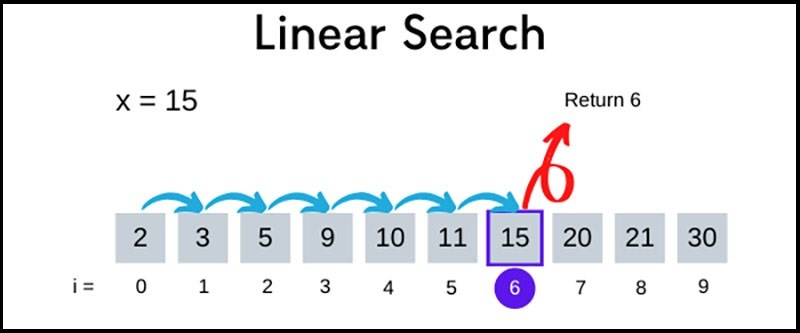 Linear Search
x = 15
Return 6
2 3 5 9 10 11 15 20 21 30
i = 0 1 2 3 4 5 6 7 8 9